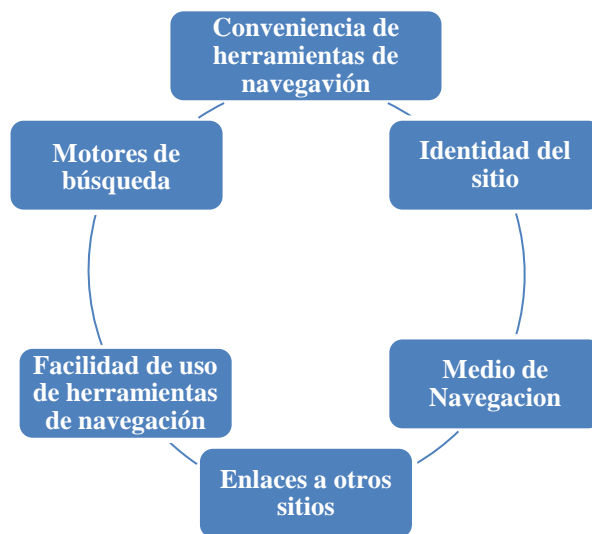 Conveniencia de
herramientas de
navegavión
Identidad del
sitio
Medio de
Navegacion
Enlaces a otros
sitios
Facilidad de uso
de herramientas
de navegación
Motores de
búsqueda